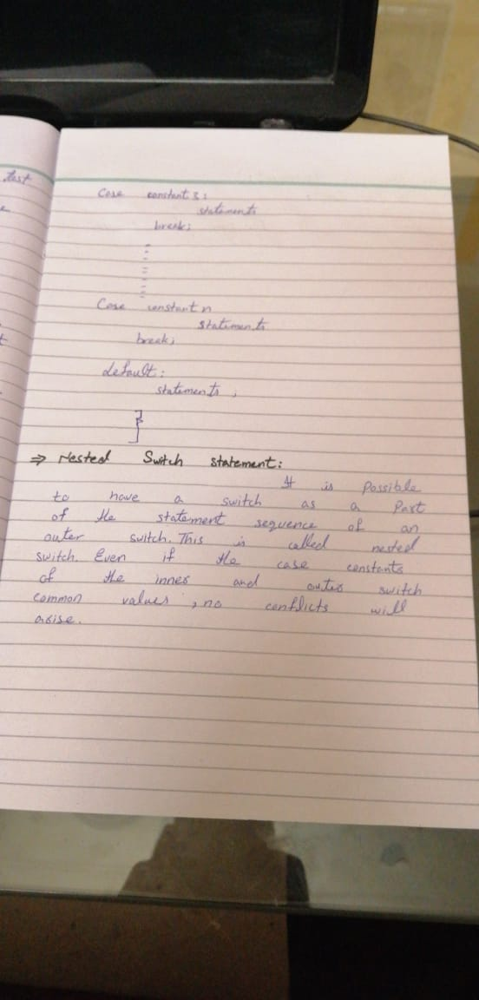 test
Case constant 3:
statements
break;
Case constant n
statements
break;
default:
statements ;
}
⇒ Nested Switch statement:
It is Possible
to have a switch as a Part
of the statement sequence of an
outer switch. This is called nested
switch. Even if the case constants
of the inner and outer switch
common values, no conflicts will
arise.